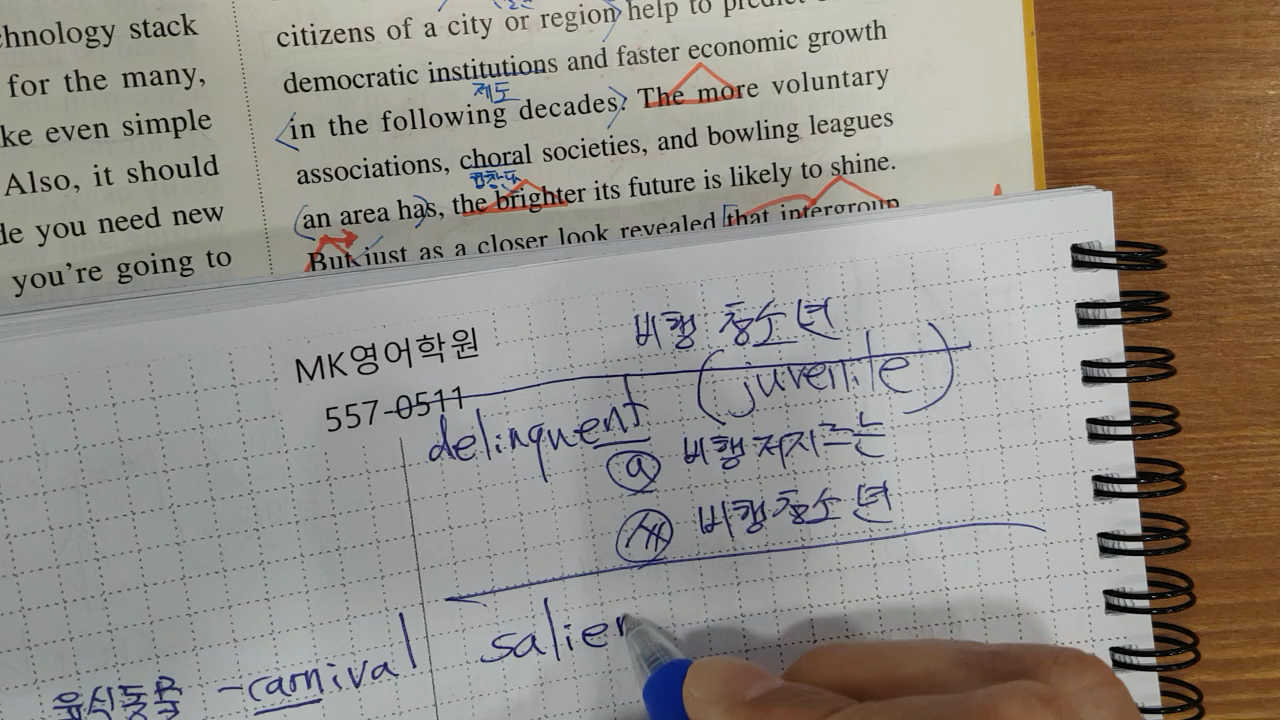 chnology stack
for the many,
ke even simple
Also, it should
de you need new
you're going to
citizens of a city or region help to predict
democratic institutions and faster economic growth
제도
in the following decades. The more voluntary
associations, choral societies, and bowling leagues
합창단
an area has, the brighter its future is likely to shine.
But just as a closer look revealed that intergroup
MK영어학원
557-0511
비행 청소년
delinquent (juvenile)
ⓐ 비행 저지르는
비행청소년
salien
육식동물 - carnival